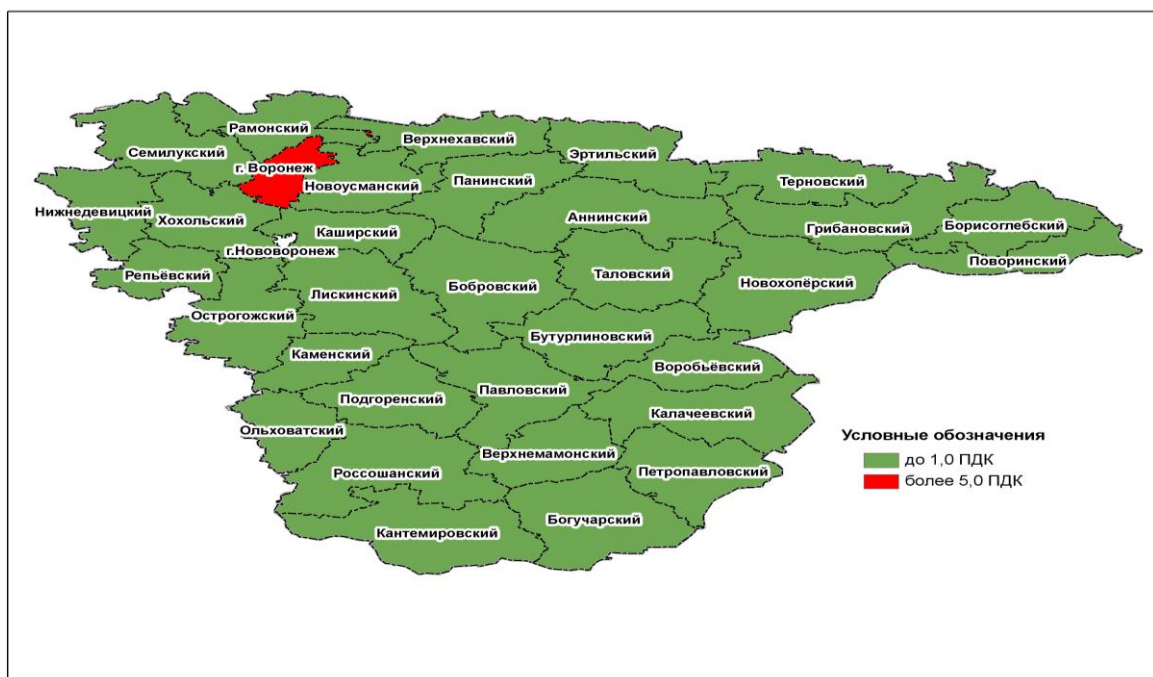 Рамонский
Верхнехавский
Семилукский
Эртильский
г. Воронеж
Новоусманский
Панинский
Терновский
Нижнедевицкий
Хохольский
Аннинский
Грибановский
Борисоглебский
Каширский
г.Нововоронеж
Поворинский
Репьёвский
Таловский
Новохопёрский
Лискинский
Бобровский
Острогожский
Бутурлиновский
Каменский
Воробьёвский
Павловский
Подгоренский
Калачеевский
Ольховатский
Верхнемамонский
Россошанский
Петропавловский
Богучарский
Кантемировский
Условные обозначения
до 1,0 ПДК
более 5,0 ПДК